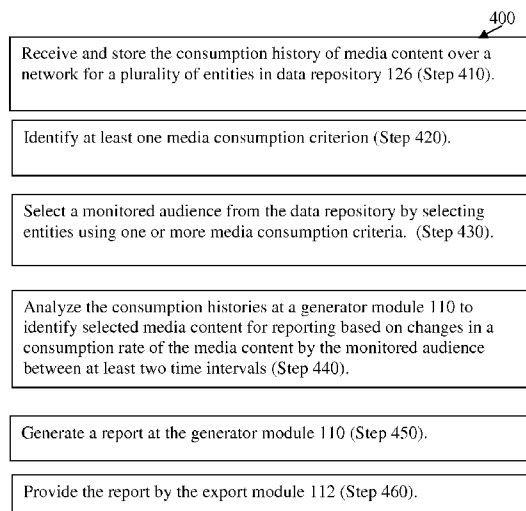 400
Receive and store the consumption history of media content over a
network for a plurality of entities in data repository 126 (Step 410).
Identify at least one media consumption criterion (Step 420).
Select a monitored audience from the data repository by selecting
entities using one or more media consumption criteria.  (Step 430).
Analyze the consumption histories at a generator module 110 to
identify selected media content for reporting based on changes in a
consumption rate of the media content by the monitored audience
between at least two time intervals (Step 440).
Generate a report at the generator module 110 (Step 450).
Provide the report by the export module 112 (Step 460).